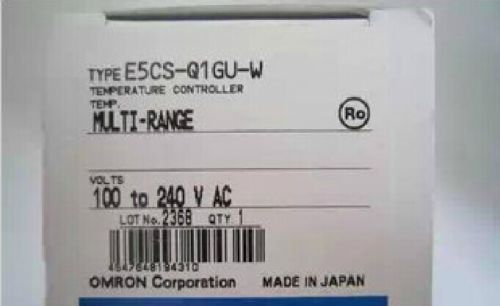 TYPE E5CS-Q1GU-W
TEMPERATURE CONTROLLER
TEMP.
MULTI-RANGE
Ro
VOLTS
100 to 240 V AC
LOT No. 2368 QTY. 1
4547648194310
OMRON Corporation MADE IN JAPAN